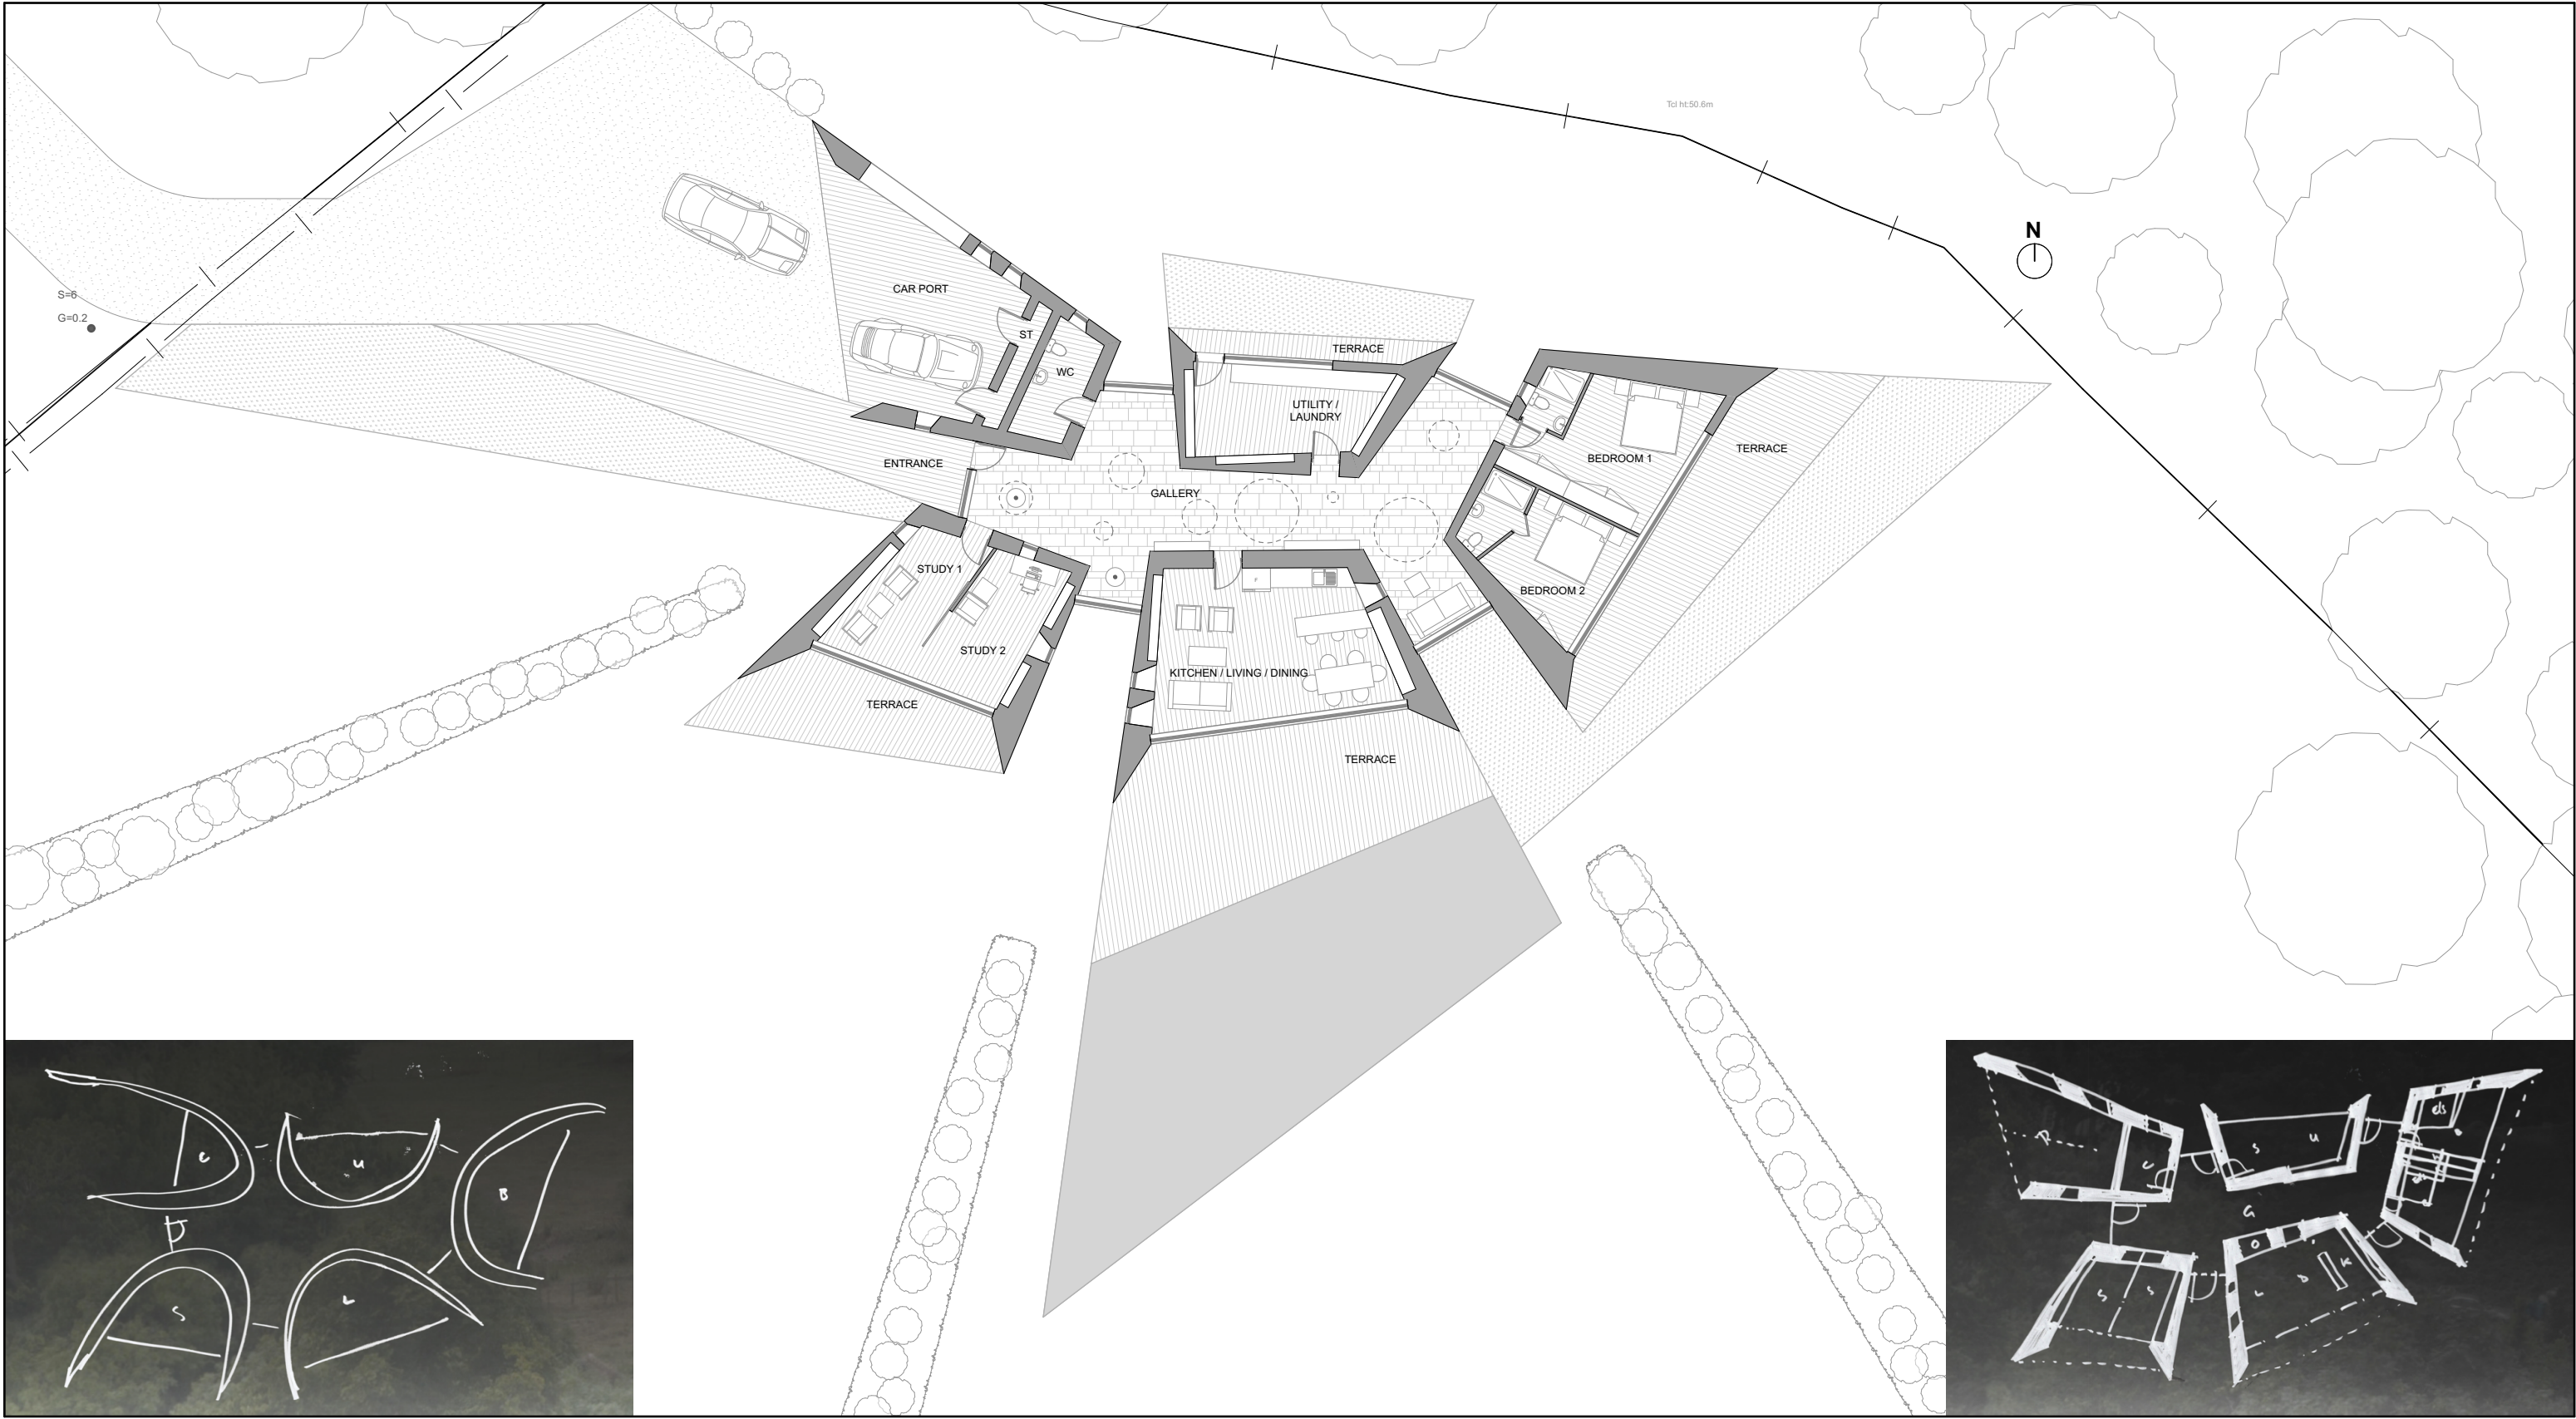 Tcl ht:50.6m
N
S=6
G=0.2
CAR PORT
ST
WC
TERRACE
UTILITY /
LAUNDRY
BEDROOM 1
TERRACE
ENTRANCE
GALLERY
STUDY 1
F
BEDROOM 2
STUDY 2
KITCHEN / LIVING / DINING
TERRACE
TERRACE
U
B
S
L
S
U
G
S
S
L
D
K